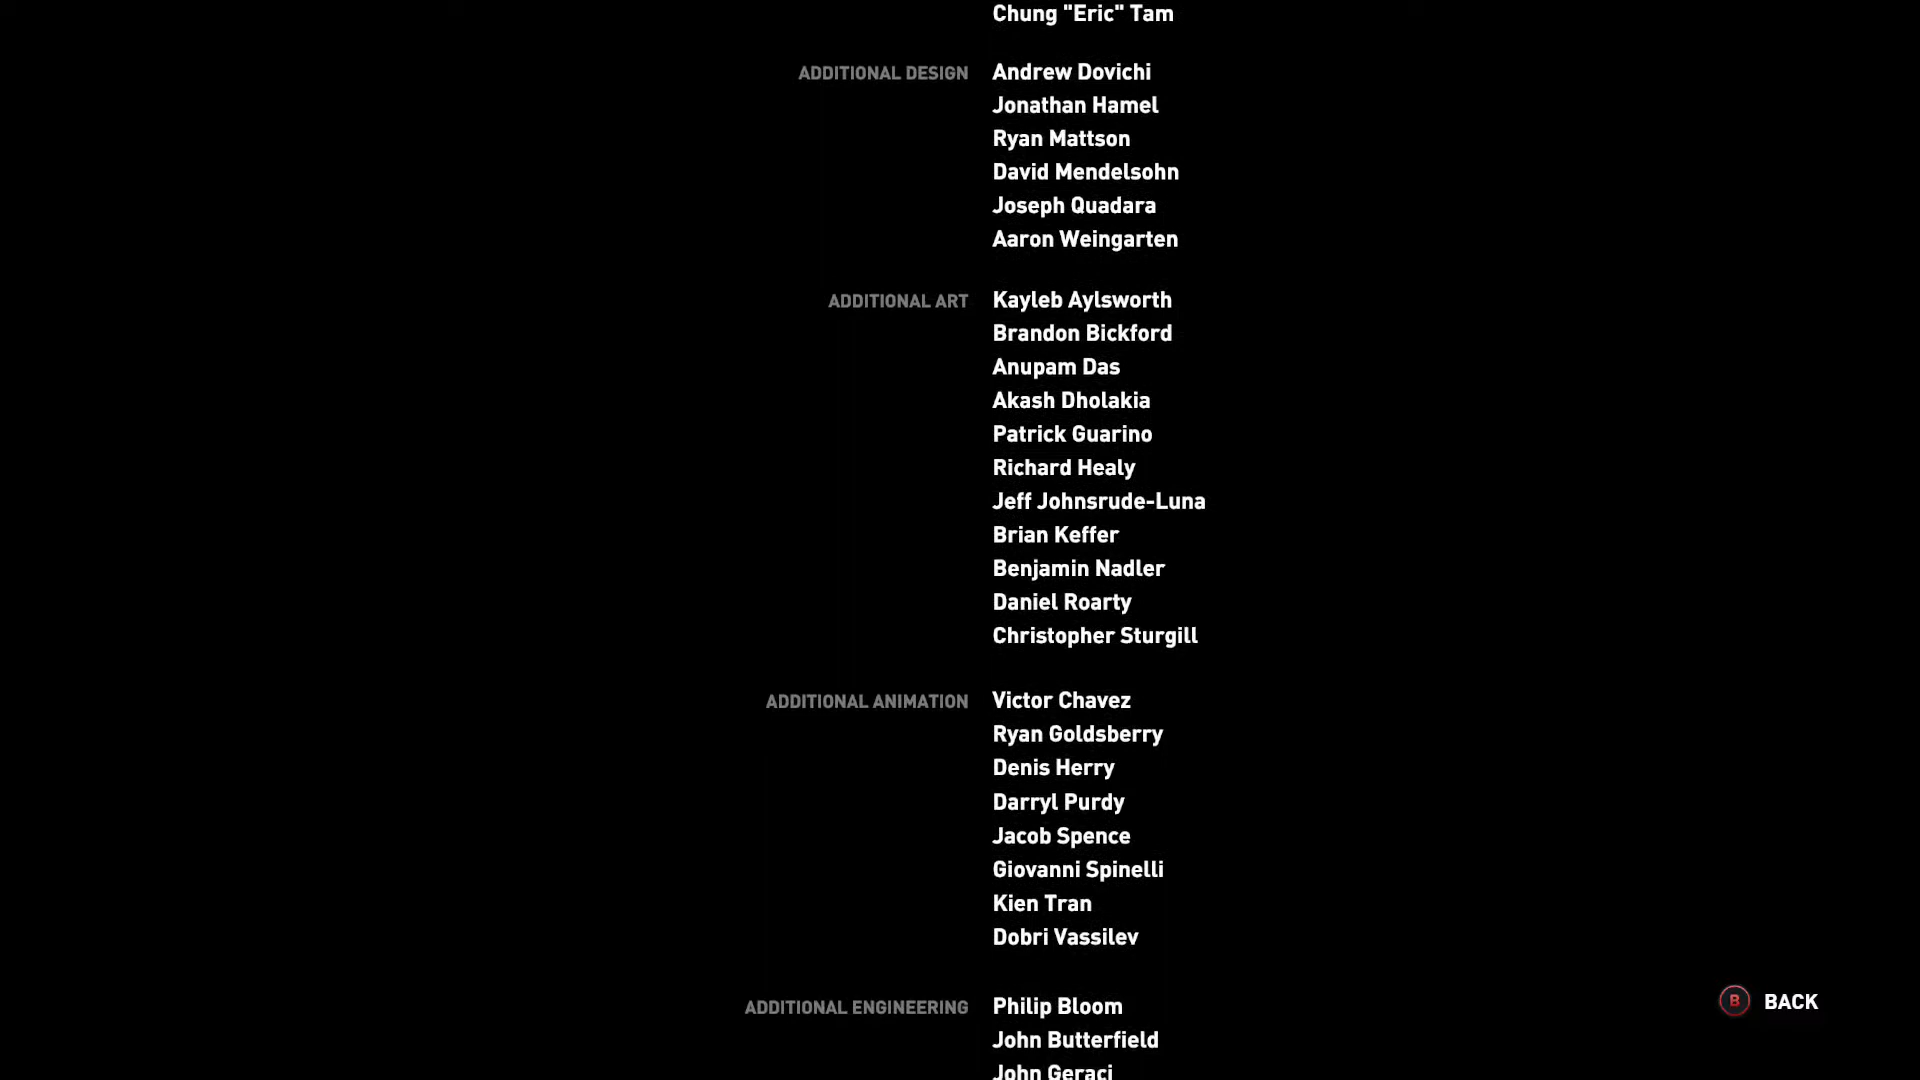 Chung "Eric" Tam
ADDITIONAL DESIGN Andrew Dovichi
Jonathan Hamel
Ryan Mattson
David Mendelsohn
Joseph Quadara
Aaron Weingarten
ADDITIONAL ART Kayleb Aylsworth
Brandon Bickford
Anupam Das
Akash Dholakia
Patrick Guarino
Richard Healy
Jeff Johnsrude-Luna
Brian Keffer
Benjamin Nadler
Daniel Roarty
Christopher Sturgill
ADDITIONAL ANIMATION Victor Chavez
Ryan Goldsberry
Denis Herry
Darryl Purdy
Jacob Spence
Giovanni Spinelli
Kien Tran
Dobri Vassilev
ADDITIONAL ENGINEERING Philip Bloom
B BACK
John Butterfield
John Geraci